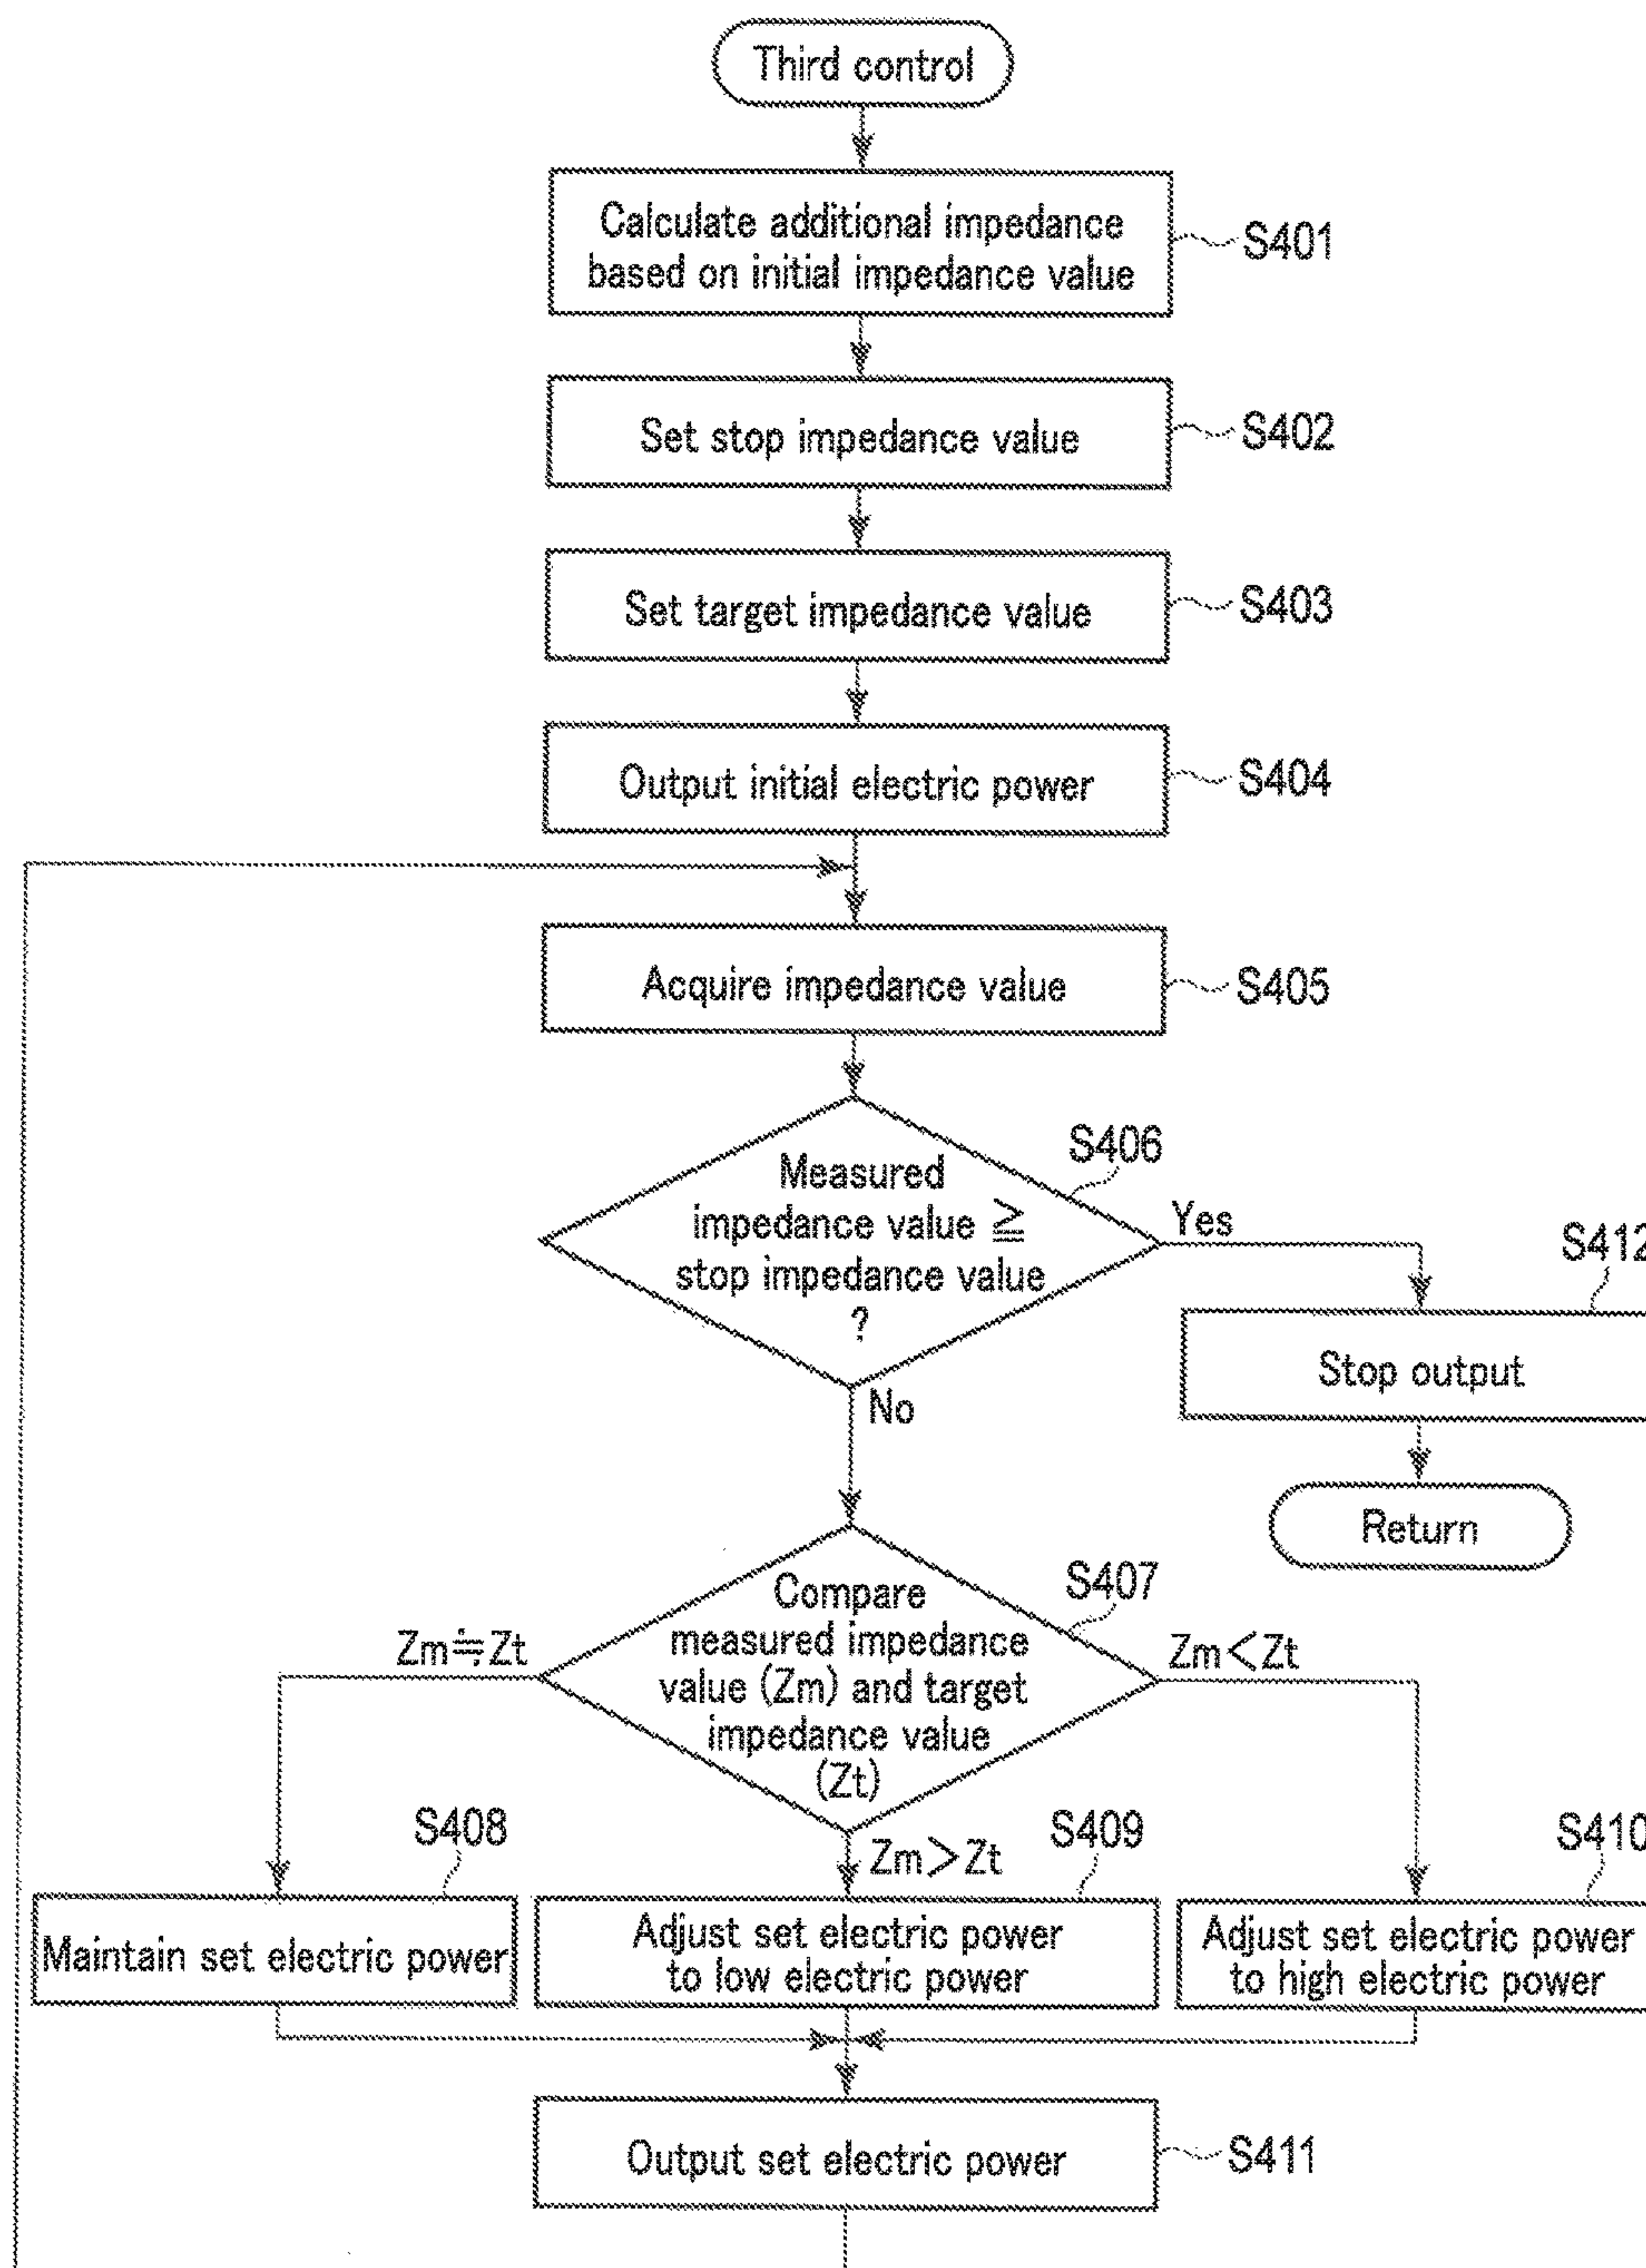 Third control
Calculate additional impedance
based on initial impedance value
S401
Set stop impedance value
S402
Set target impedance value
S403
Output initial electric power
S404
Acquire impedance value
S405
S406
Measured
impedance value ≧
stop impedance value
?
Yes
No
S412
Stop output
Return
S407
Compare
measured impedance
value (Zm) and target
impedance value
(Zt)
Zm≒Zt
Zm<Zt
Zm>Zt
S408
Maintain set electric power
S409
Adjust set electric power
to low electric power
S410
Adjust set electric power
to high electric power
Output set electric power
S411